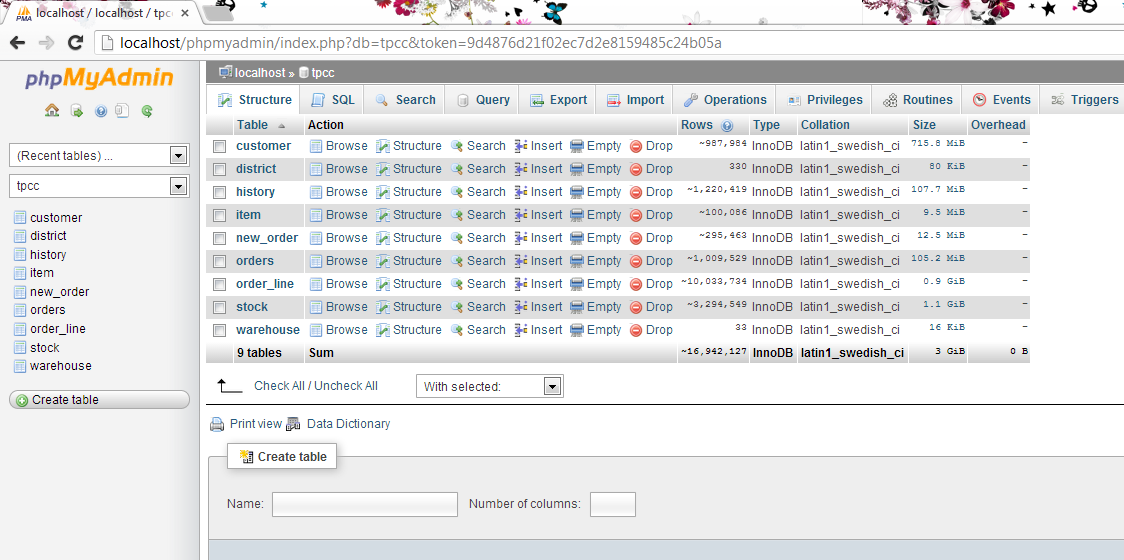 localhost / localhost / tpc
localhost/phpmyadmin/index.php?db=tpcc&token=9d4876d21f02ec7d2e8159485c24b05a
phpMyAdmin
(Recent tables) ...
tpcc
customer
district
history
item
new_order
orders
order_line
stock
warehouse
Create table
localhost » tpcc
Structure SQL Search Query Export Import Operations Privileges Routines Events Triggers
Table Action Rows Type Collation Size Overhead
customer Browse Structure Search Insert Empty Drop ~987,984 InnoDB latin1_swedish_ci 715.8 MiB -
district Browse Structure Search Insert Empty Drop 330 InnoDB latin1_swedish_ci 80 KiB -
history Browse Structure Search Insert Empty Drop ~1,220,419 InnoDB latin1_swedish_ci 107.7 MiB -
item Browse Structure Search Insert Empty Drop ~100,086 InnoDB latin1_swedish_ci 9.5 MiB -
new_order Browse Structure Search Insert Empty Drop ~295,463 InnoDB latin1_swedish_ci 12.5 MiB -
orders Browse Structure Search Insert Empty Drop ~1,009,529 InnoDB latin1_swedish_ci 105.2 MiB -
order_line Browse Structure Search Insert Empty Drop ~10,033,734 InnoDB latin1_swedish_ci 0.9 GiB -
stock Browse Structure Search Insert Empty Drop ~3,294,549 InnoDB latin1_swedish_ci 1.1 GiB -
warehouse Browse Structure Search Insert Empty Drop 33 InnoDB latin1_swedish_ci 16 KiB -
9 tables Sum ~16,942,127 InnoDB latin1_swedish_ci 3 GiB 0 B
Check All / Uncheck All With selected:
Print view Data Dictionary
Create table
Name: Number of columns: